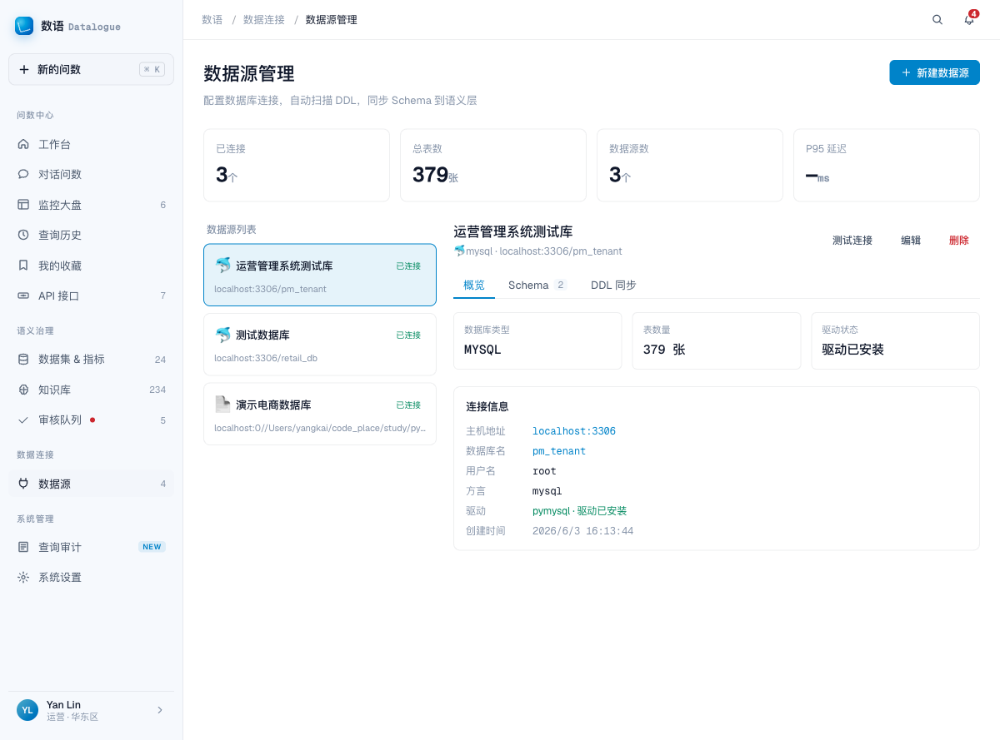 数语 Datalogue
新的问数 ⌘ K
问数中心
工作台
对话问数
监控大盘 6
查询历史
我的收藏
API 接口 7
语义治理
数据集 & 指标 24
知识库 234
审核队列 5
数据连接
数据源 4
系统管理
查询审计 NEW
系统设置
YL
Yan Lin
运营 · 华东区
数语 / 数据连接 / 数据源管理
4
数据源管理
新建数据源
配置数据库连接，自动扫描 DDL，同步 Schema 到语义层
已连接
3个
总表数
379张
数据源数
3个
P95 延迟
—ms
数据源列表
运营管理系统测试库 已连接
localhost:3306/pm_tenant
测试数据库 已连接
localhost:3306/retail_db
演示电商数据库 已连接
localhost:0//Users/yangkai/code_place/study/py…
运营管理系统测试库
mysql · localhost:3306/pm_tenant
测试连接 编辑 删除
概览 Schema 2 DDL 同步
数据库类型
MYSQL
表数量
379 张
驱动状态
驱动已安装
连接信息
主机地址 localhost:3306
数据库名 pm_tenant
用户名 root
方言 mysql
驱动 pymysql · 驱动已安装
创建时间 2026/6/3 16:13:44